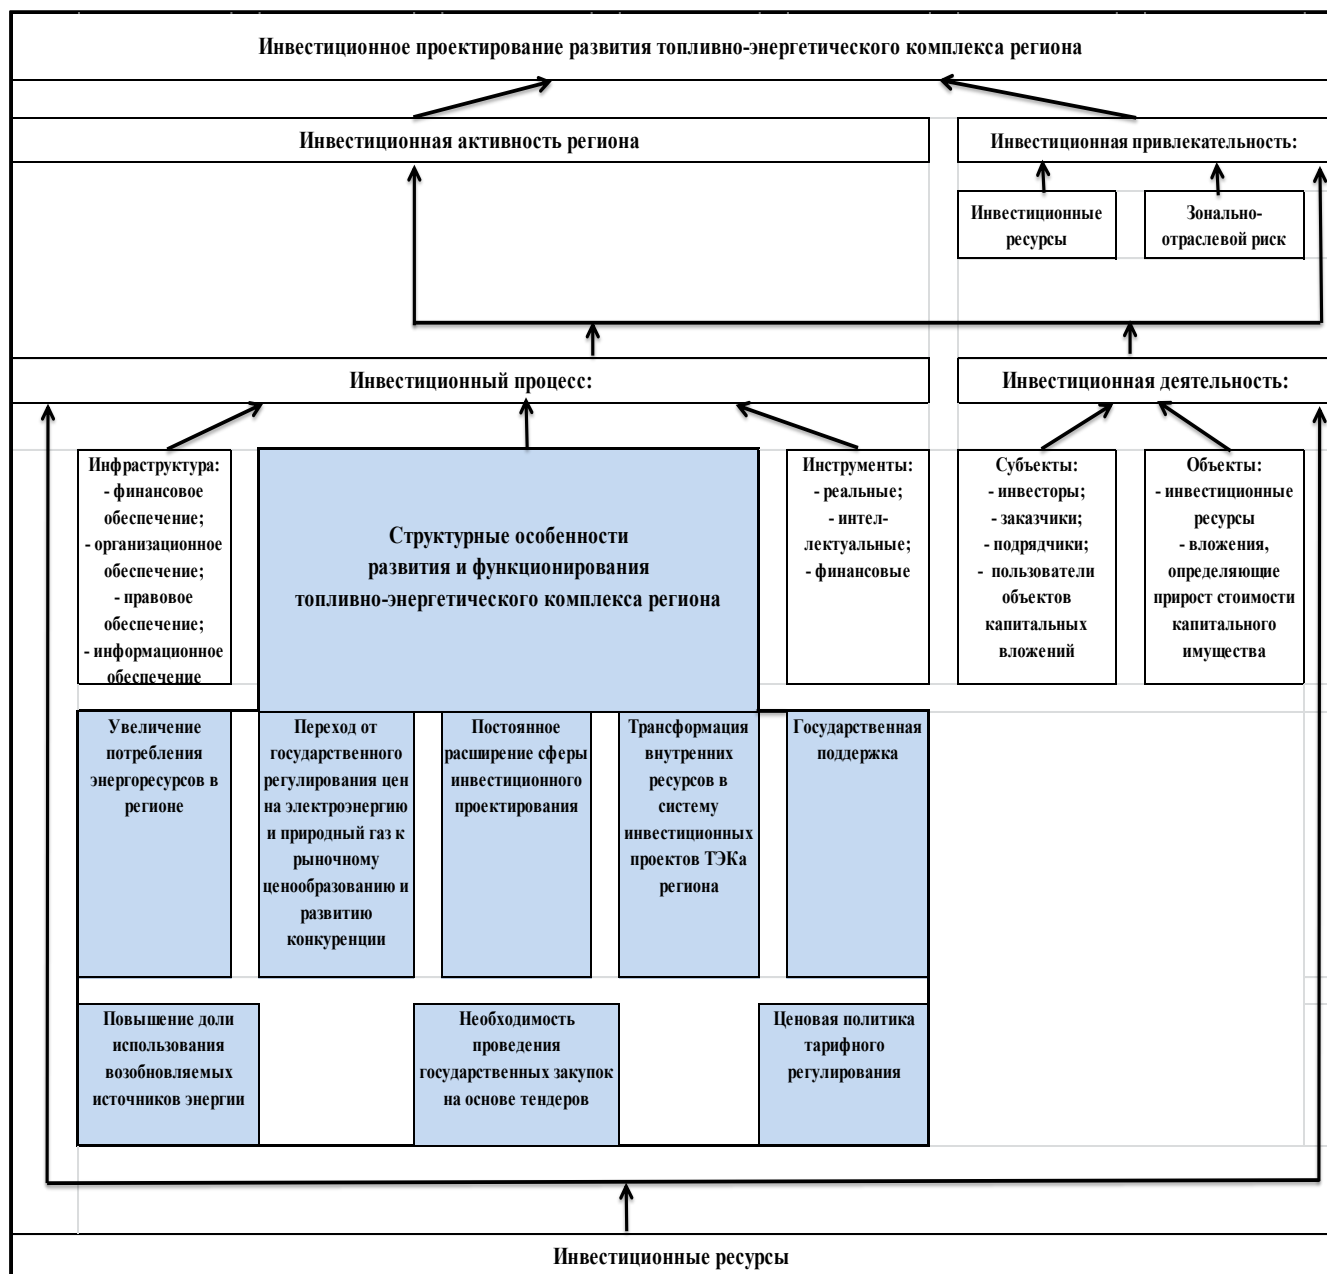 Инвестиционное проектирование развития топливно-энергетического комплекса региона
Инвестиционная активность региона
Инвестиционная привлекательность:
Инвестиционные
ресурсы
Зонально-
отраслевой риск
Инвестиционный процесс:
Инвестиционная деятельность:
Инфраструктура:
- финансовое
обеспечение;
- организационное
обеспечение;
- правовое
обеспечение;
- информационное
обеспечение
Структурные особенности
развития и функционирования
топливно-энергетического комплекса региона
Инструменты:
- реальные;
- интел-
лектуальные;
- финансовые
Субъекты:
- инвесторы;
- заказчики;
- подрядчики;
- пользователи
объектов
капитальных
вложений
Объекты:
- инвестиционные
ресурсы
- вложения,
определяющие
прирост стоимости
капитального
имущества
Увеличение
потребления
энергоресурсов в
регионе
Переход от
государственного
регулирования цен
на электроэнергию
и природный газ к
рыночному
ценообразованию и
развитию
конкуренции
Постоянное
расширение сферы
инвестиционного
проектирования
Трансформация
внутренних
ресурсов в
систему
инвестиционных
проектов ТЭКа
региона
Государственная
поддержка
Повышение доли
использования
возобновляемых
источников энергии
Необходимость
проведения
государственных закупок
на основе тендеров
Ценовая политика
тарифного
регулирования
Инвестиционные ресурсы